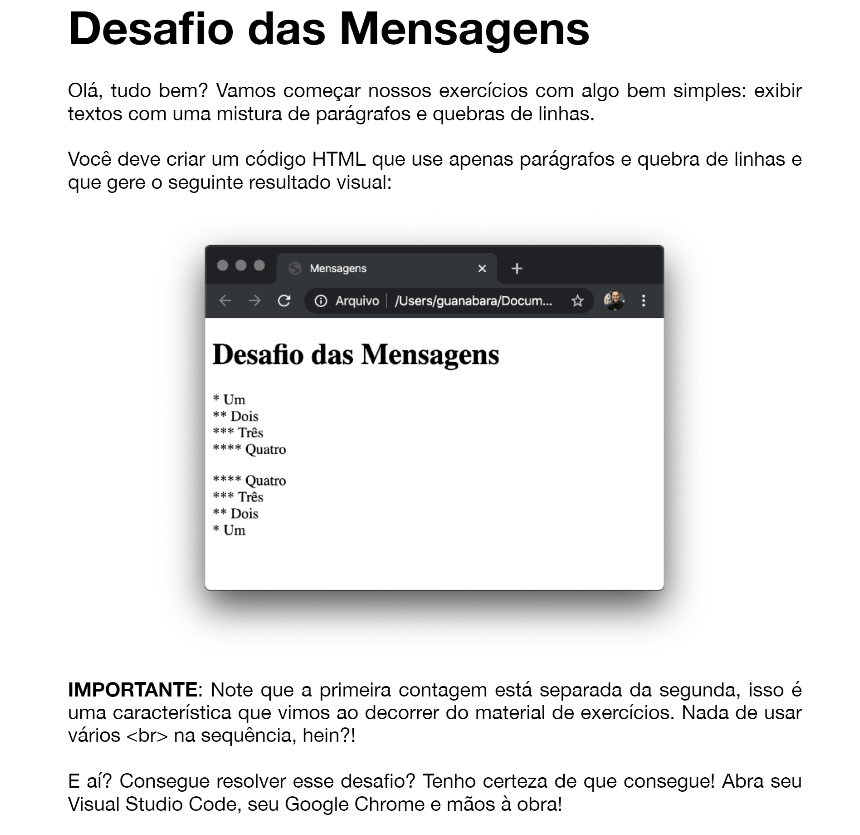 Desafio das Mensagens
Olá, tudo bem? Vamos começar nossos exercícios com algo bem simples: exibir
textos com uma mistura de parágrafos e quebras de linhas.
Você deve criar um código HTML que use apenas parágrafos e quebra de linhas e
que gere o seguinte resultado visual:
Mensagens
Arquivo /Users/guanabara/Docum...
Desafio das Mensagens
* Um
** Dois
*** Três
**** Quatro
**** Quatro
*** Três
** Dois
* Um
IMPORTANTE: Note que a primeira contagem está separada da segunda, isso é
uma característica que vimos ao decorrer do material de exercícios. Nada de usar
vários <br> na sequência, hein?!
E aí? Consegue resolver esse desafio? Tenho certeza de que consegue! Abra seu
Visual Studio Code, seu Google Chrome e mãos à obra!